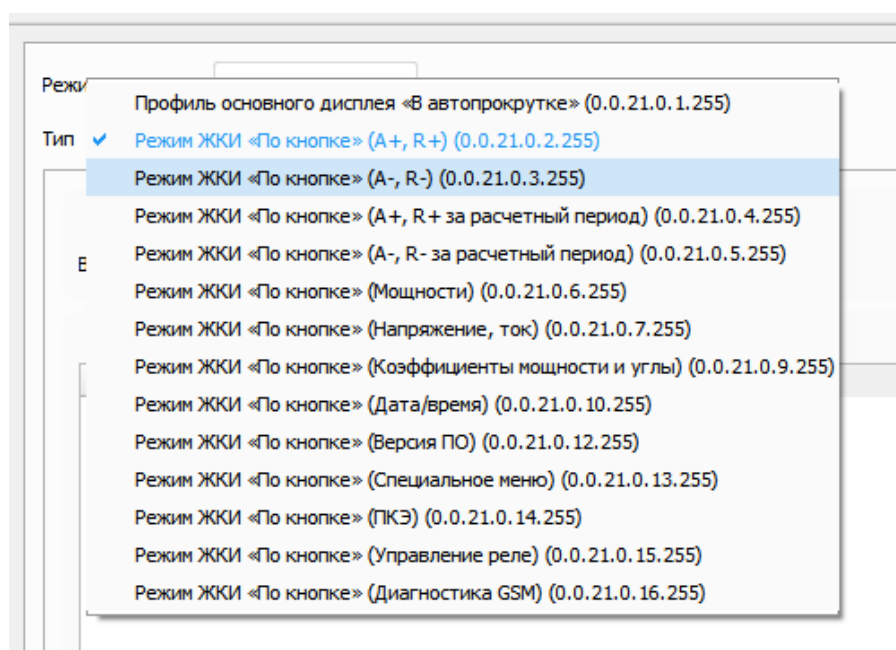 Профиль основного дисплея «В автопрокрутке» (0.0.21.0.1.255)
Тип ✓ Режим ЖКИ «По кнопке» (A+, R+) (0.0.21.0.2.255)
Режим ЖКИ «По кнопке» (A-, R-) (0.0.21.0.3.255)
Режим ЖКИ «По кнопке» (A+, R+ за расчетный период) (0.0.21.0.4.255)
Режим ЖКИ «По кнопке» (A-, R- за расчетный период) (0.0.21.0.5.255)
Режим ЖКИ «По кнопке» (Мощности) (0.0.21.0.6.255)
Режим ЖКИ «По кнопке» (Напряжение, ток) (0.0.21.0.7.255)
Режим ЖКИ «По кнопке» (Коэффициенты мощности и углы) (0.0.21.0.9.255)
Режим ЖКИ «По кнопке» (Дата/время) (0.0.21.0.10.255)
Режим ЖКИ «По кнопке» (Версия ПО) (0.0.21.0.12.255)
Режим ЖКИ «По кнопке» (Специальное меню) (0.0.21.0.13.255)
Режим ЖКИ «По кнопке» (ПКЭ) (0.0.21.0.14.255)
Режим ЖКИ «По кнопке» (Управление реле) (0.0.21.0.15.255)
Режим ЖКИ «По кнопке» (Диагностика GSM) (0.0.21.0.16.255)